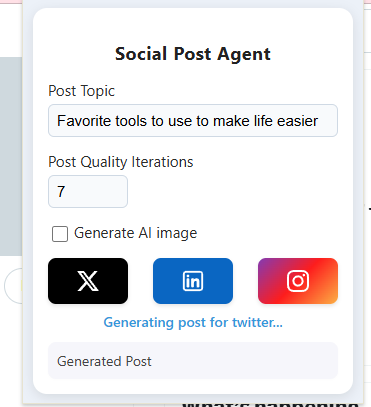 Social Post Agent
Post Topic
Favorite tools to use to make life easier
Post Quality Iterations
7
Generate AI image
X
in
Generating post for twitter...
Generated Post